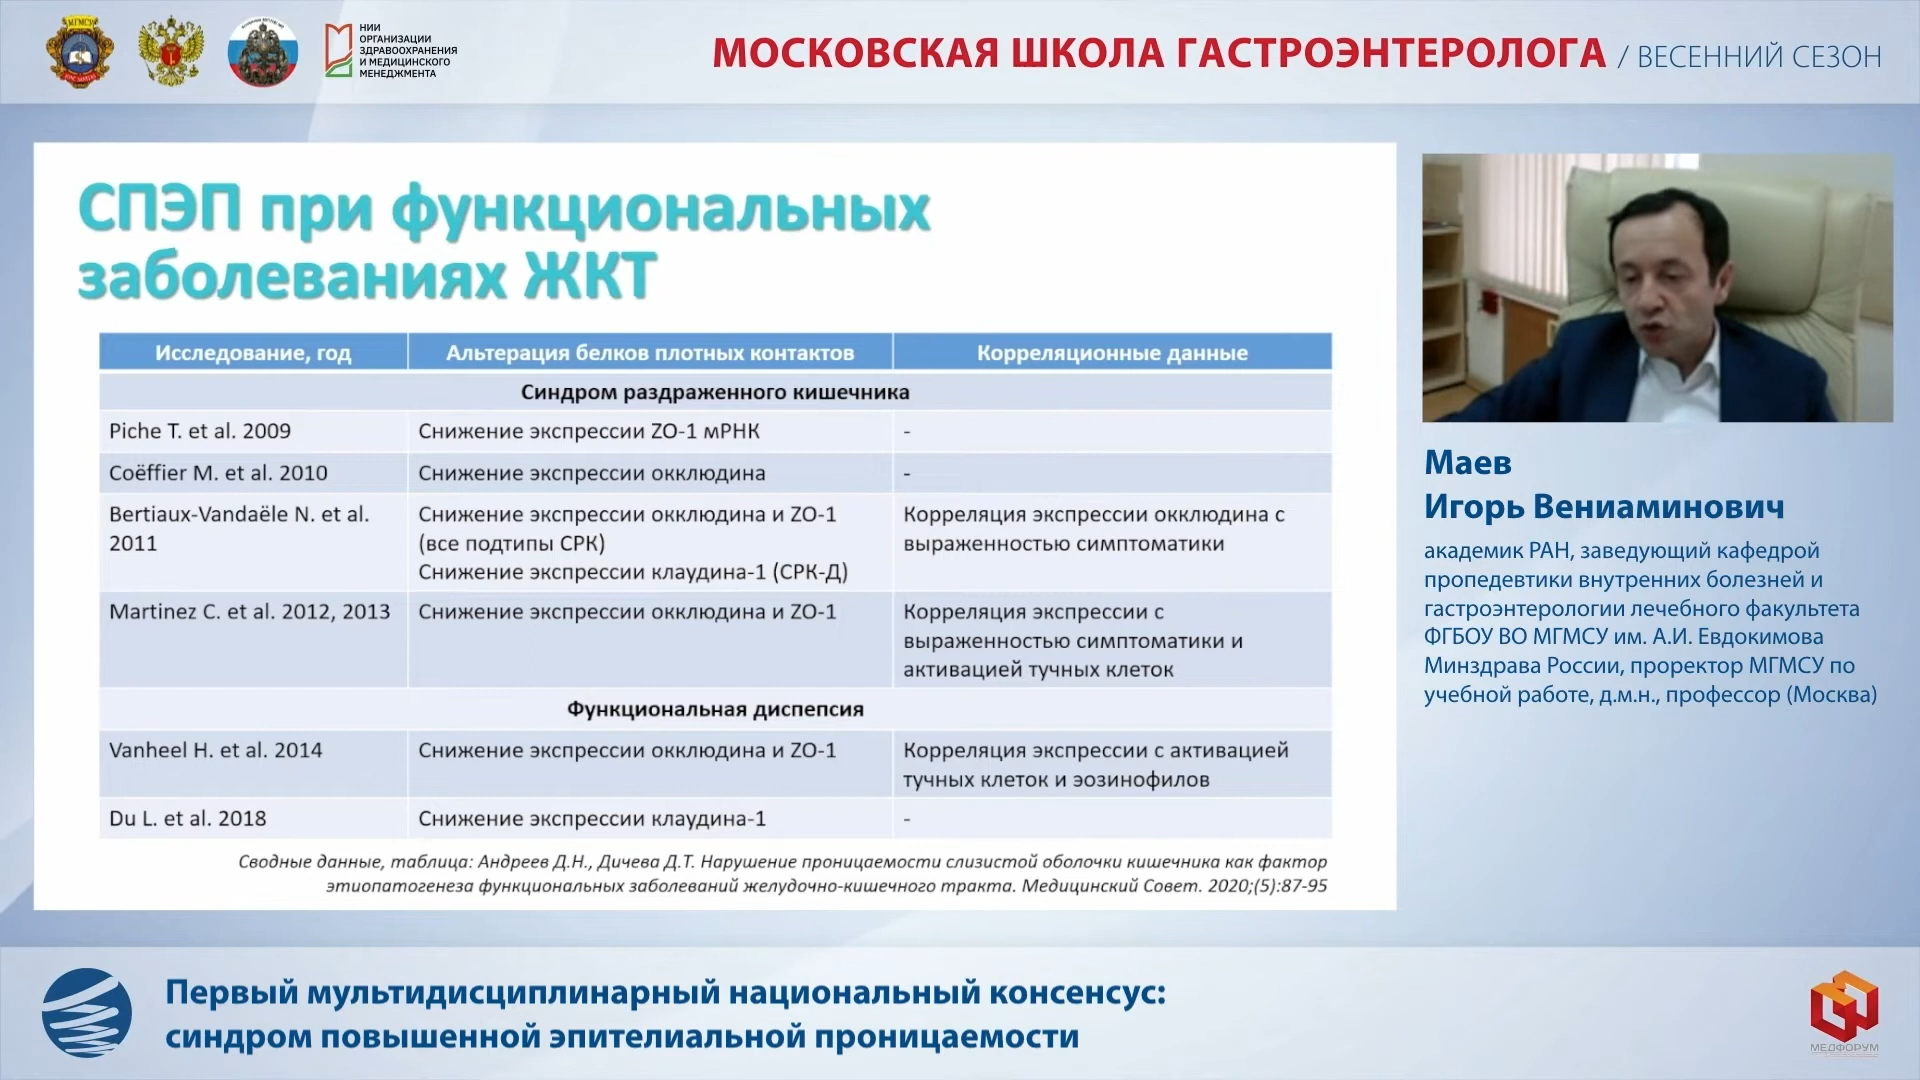 НИИ
ОРГАНИЗАЦИИ
ЗДРАВООХРАНЕНИЯ
И МЕДИЦИНСКОГО
МЕНЕДЖМЕНТА
МОСКОВСКАЯ ШКОЛА ГАСТРОЭНТЕРОЛОГА / ВЕСЕННИЙ СЕЗОН
СПЭП при функциональных
заболеваниях ЖКТ
Исследование, год Альтерация белков плотных контактов Корреляционные данные
Синдром раздраженного кишечника
Piche T. et al. 2009 Снижение экспрессии ZO-1 мРНК -
Coëffier M. et al. 2010 Снижение экспрессии окклюдина -
Bertiaux-Vandaële N. et al. Снижение экспрессии окклюдина и ZO-1 Корреляция экспрессии окклюдина с
2011 (все подтипы СРК) выраженностью симптоматики
Снижение экспрессии клаудина-1 (СРК-Д)
Martinez C. et al. 2012, 2013 Снижение экспрессии окклюдина и ZO-1 Корреляция экспрессии с
выраженностью симптоматики и
активацией тучных клеток
Функциональная диспепсия
Vanheel H. et al. 2014 Снижение экспрессии окклюдина и ZO-1 Корреляция экспрессии с активацией
тучных клеток и эозинофилов
Du L. et al. 2018 Снижение экспрессии клаудина-1 -
Сводные данные, таблица: Андреев Д.Н., Дичева Д.Т. Нарушение проницаемости слизистой оболочки кишечника как фактор
этиопатогенеза функциональных заболеваний желудочно-кишечного тракта. Медицинский Совет. 2020;(5):87-95
Маев
Игорь Вениаминович
академик РАН, заведующий кафедрой
пропедевтики внутренних болезней и
гастроэнтерологии лечебного факультета
ФГБОУ ВО МГМСУ им. А.И. Евдокимова
Минздрава России, проректор МГМСУ по
учебной работе, д.м.н., профессор (Москва)
Первый мультидисциплинарный национальный консенсус:
синдром повышенной эпителиальной проницаемости
МЕДФОРУМ